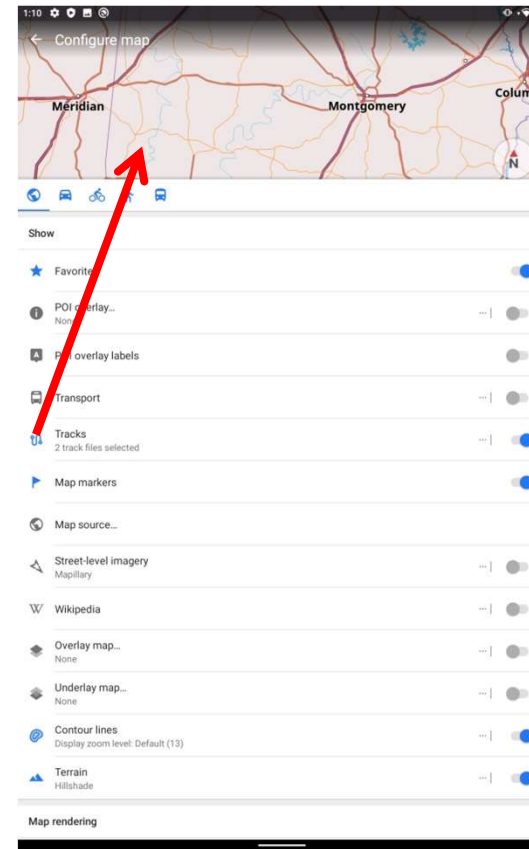 1:10
Configure map
Meridian
Montgomery
Colum
N
Show
Favorite
POI overlay…
Non
POI overlay labels
Transport
Tracks
2 track files selected
Map markers
Map source…
Street-level imagery
Mapillary
W Wikipedia
Overlay map…
None
Underlay map…
None
Contour lines
Display zoom level: Default (13)
Terrain
Hillshade
Map rendering